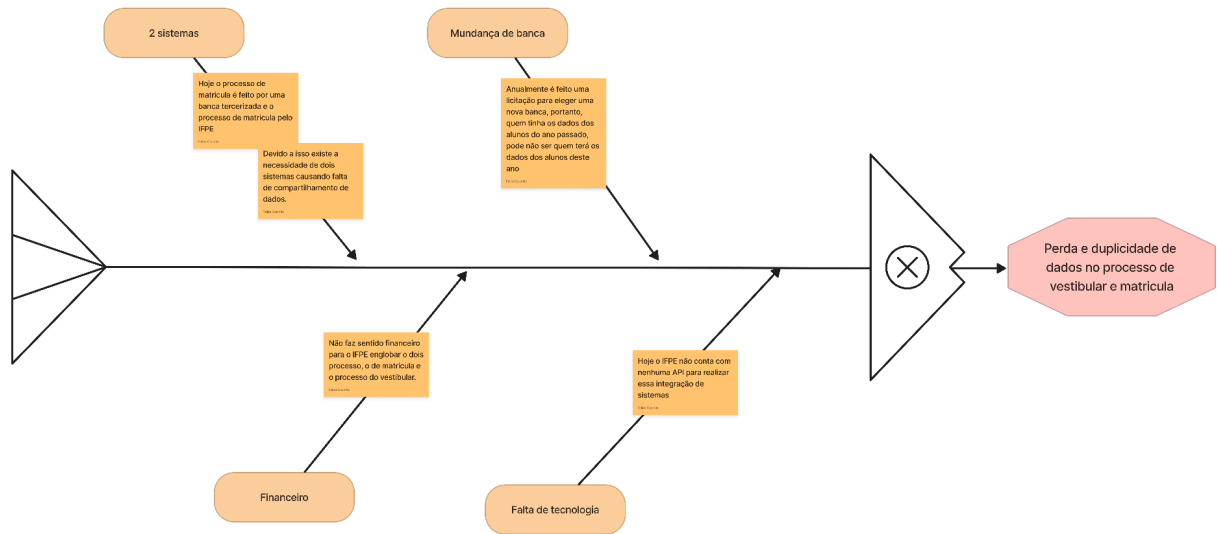 2 sistemas
Mundança de banca
Hoje o processo de
matricula é feito por uma
banca tercerizada e o
processo de matricula pelo
IFPE
Devido a isso existe a
necessidade de dois
sistemas causando falta
de compartilhamento de
dados.
Anualmente é feito uma
licitação para eleger uma
nova banca, portanto,
quem tinha os dados dos
alunos do ano passado,
pode não ser quem terá os
dados dos alunos deste
ano
Perda e duplicidade de
dados no processo de
vestibular e matricula
Não faz sentido financeiro
para o IFPE englobar o dois
processo, o de matricula e
o processo do vestibular.
Hoje o IFPE não conta com
nenhuma API para realizar
essa integração de
sistemas
Financeiro
Falta de tecnologia